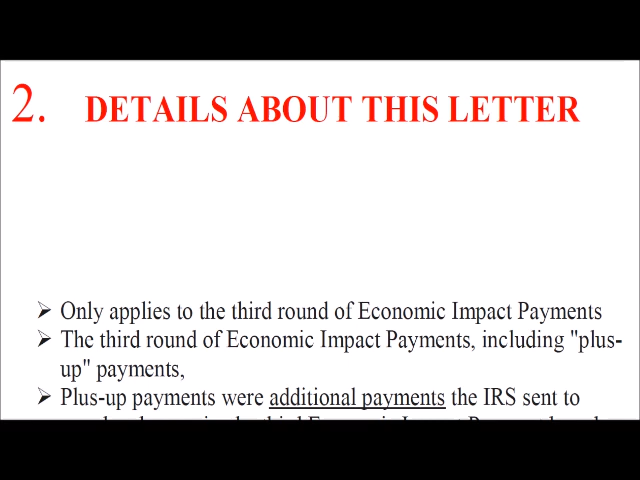 2. DETAILS ABOUT THIS LETTER
➢ Only applies to the third round of Economic Impact Payments
➢ The third round of Economic Impact Payments, including "plus-
up" payments,
➢ Plus-up payments were additional payments the IRS sent to